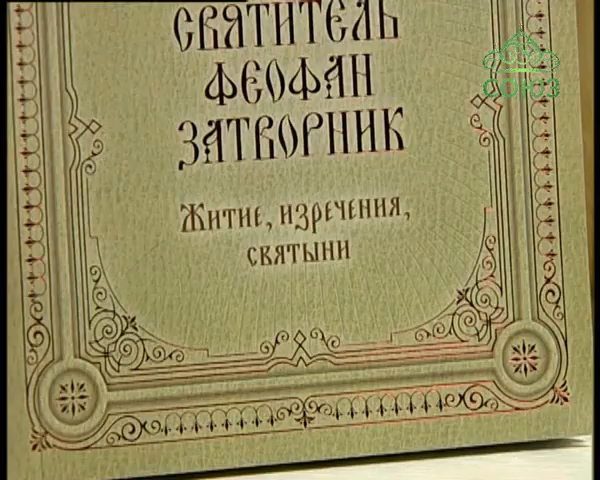 СВЯТИТЕЛЬ
ФЕОФАН
ЗАТВОРНИК
Житие, изречения,
святыни
СОЮЗ